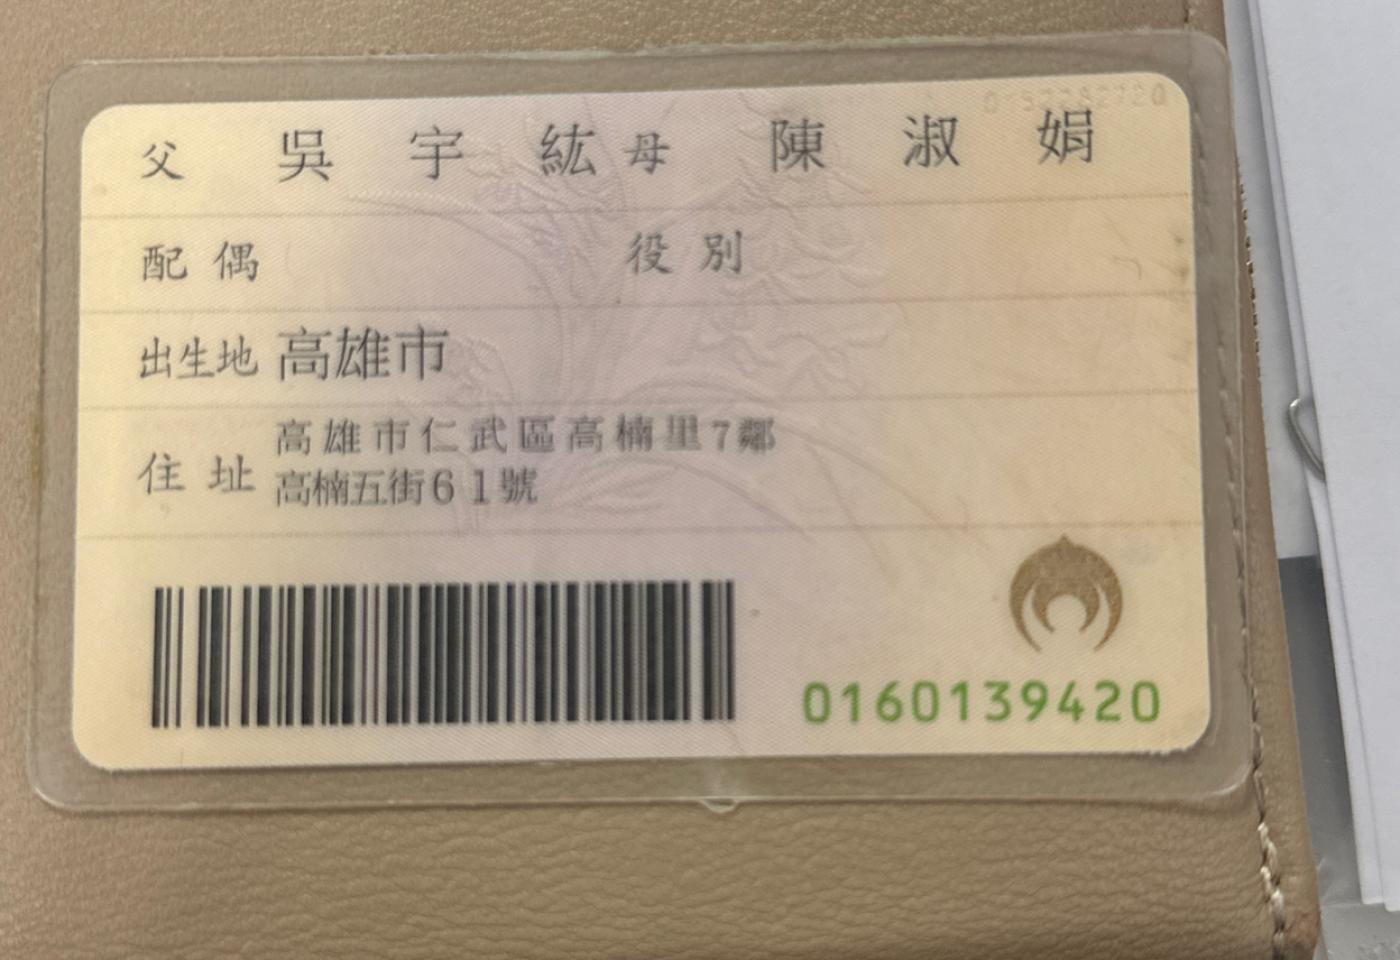 父 吳宇紘 母 陳淑娟
配偶 役別
出生地 高雄市
住址 高雄市仁武區高楠里7鄰
高楠五街61號
0160139420